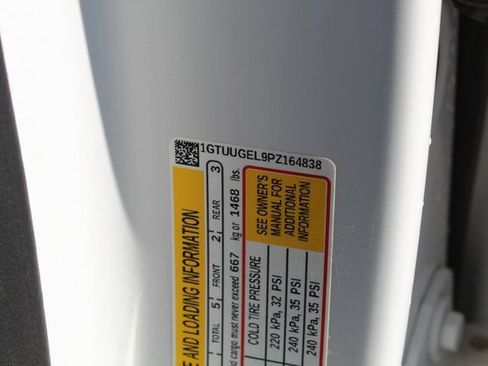 1GTUUGEL9PZ164838
E AND LOADING INFORMATION
TOTAL 5 FRONT 2 REAR 3
d cargo must never exceed 667 kg or 1468 lbs.
SEE OWNER'S
MANUAL FOR
ADDITIONAL
INFORMATION
COLD TIRE PRESSURE
220 kPa, 32 PSI
240 kPa, 35 PSI
240 kPa, 35 PSI